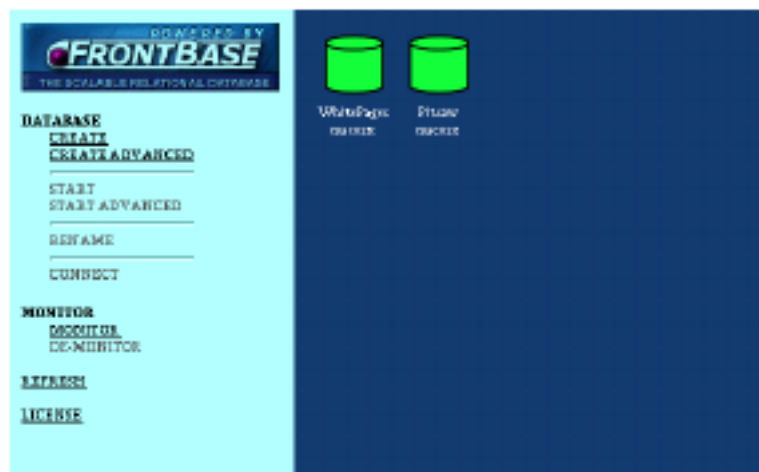 POWERED BY
FRONTBASE
THE SCALABLE RELATIONAL DATABASE
DATABASE
CREATE
CREATE ADVANCED
START
START ADVANCED
RENAME
CONNECT
MONITOR
MONITOR
DE-MONITOR
REFRESH
LICENSE
WhitePages